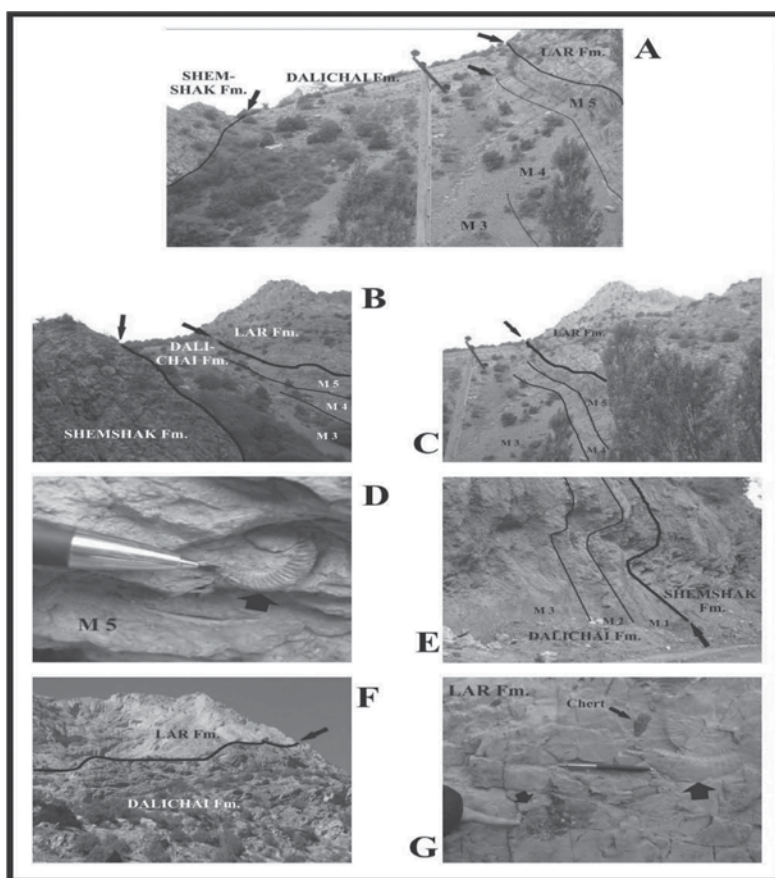 A
LAR Fm.
SHEM-
SHAK Fm.
DALICHAI Fm.
M 5
M 4
M 3
B
LAR Fm.
DALI-
CHAI Fm.
M 5
M 4
M 3
SHEMSHAK Fm.
C
LAR Fm.
M 5
M 3
M 4
D
M 5
E
SHEMSHAK
Fm.
M 3
M 2
M 1
DALICHAI Fm.
F
LAR Fm.
DALICHAI Fm.
G
LAR Fm.
Chert